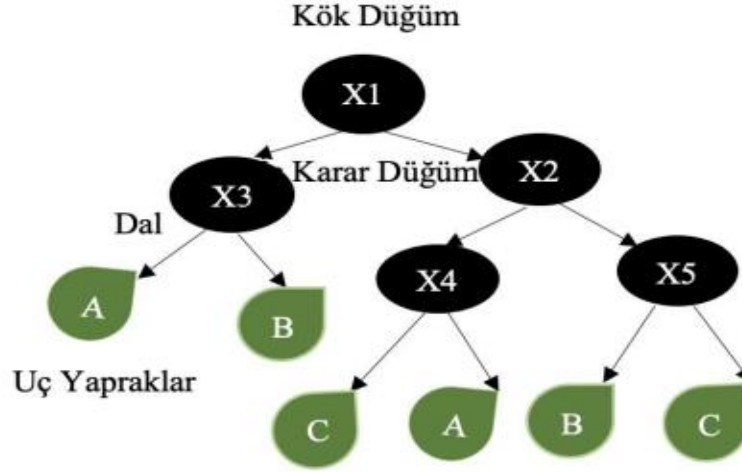 Kök Düğüm
X1
Karar Düğüm
X2
X3
Dal
X4
X5
A
B
Uç Yapraklar
C
A
B
C